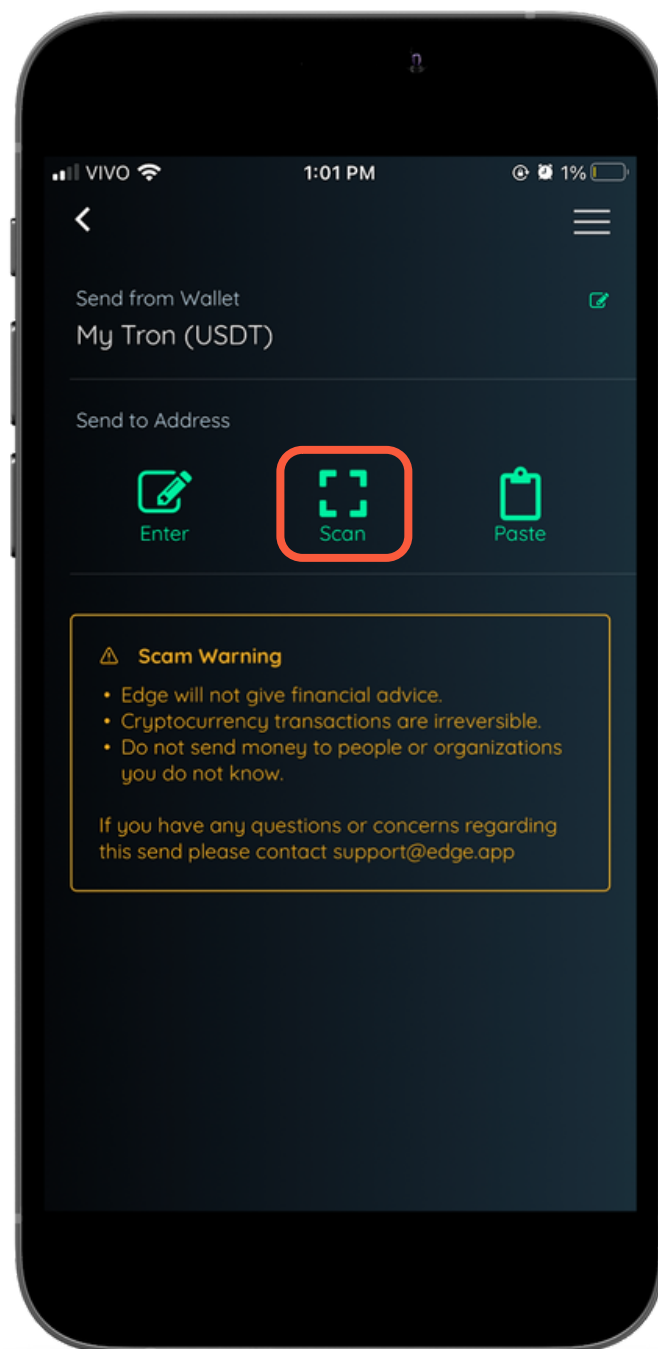 VIVO 1:01 PM 1%
Send from Wallet
My Tron (USDT)
Send to Address
Enter Scan Paste
Scam Warning
• Edge will not give financial advice.
• Cryptocurrency transactions are irreversible.
• Do not send money to people or organizations
you do not know.
If you have any questions or concerns regarding
this send please contact support@edge.app